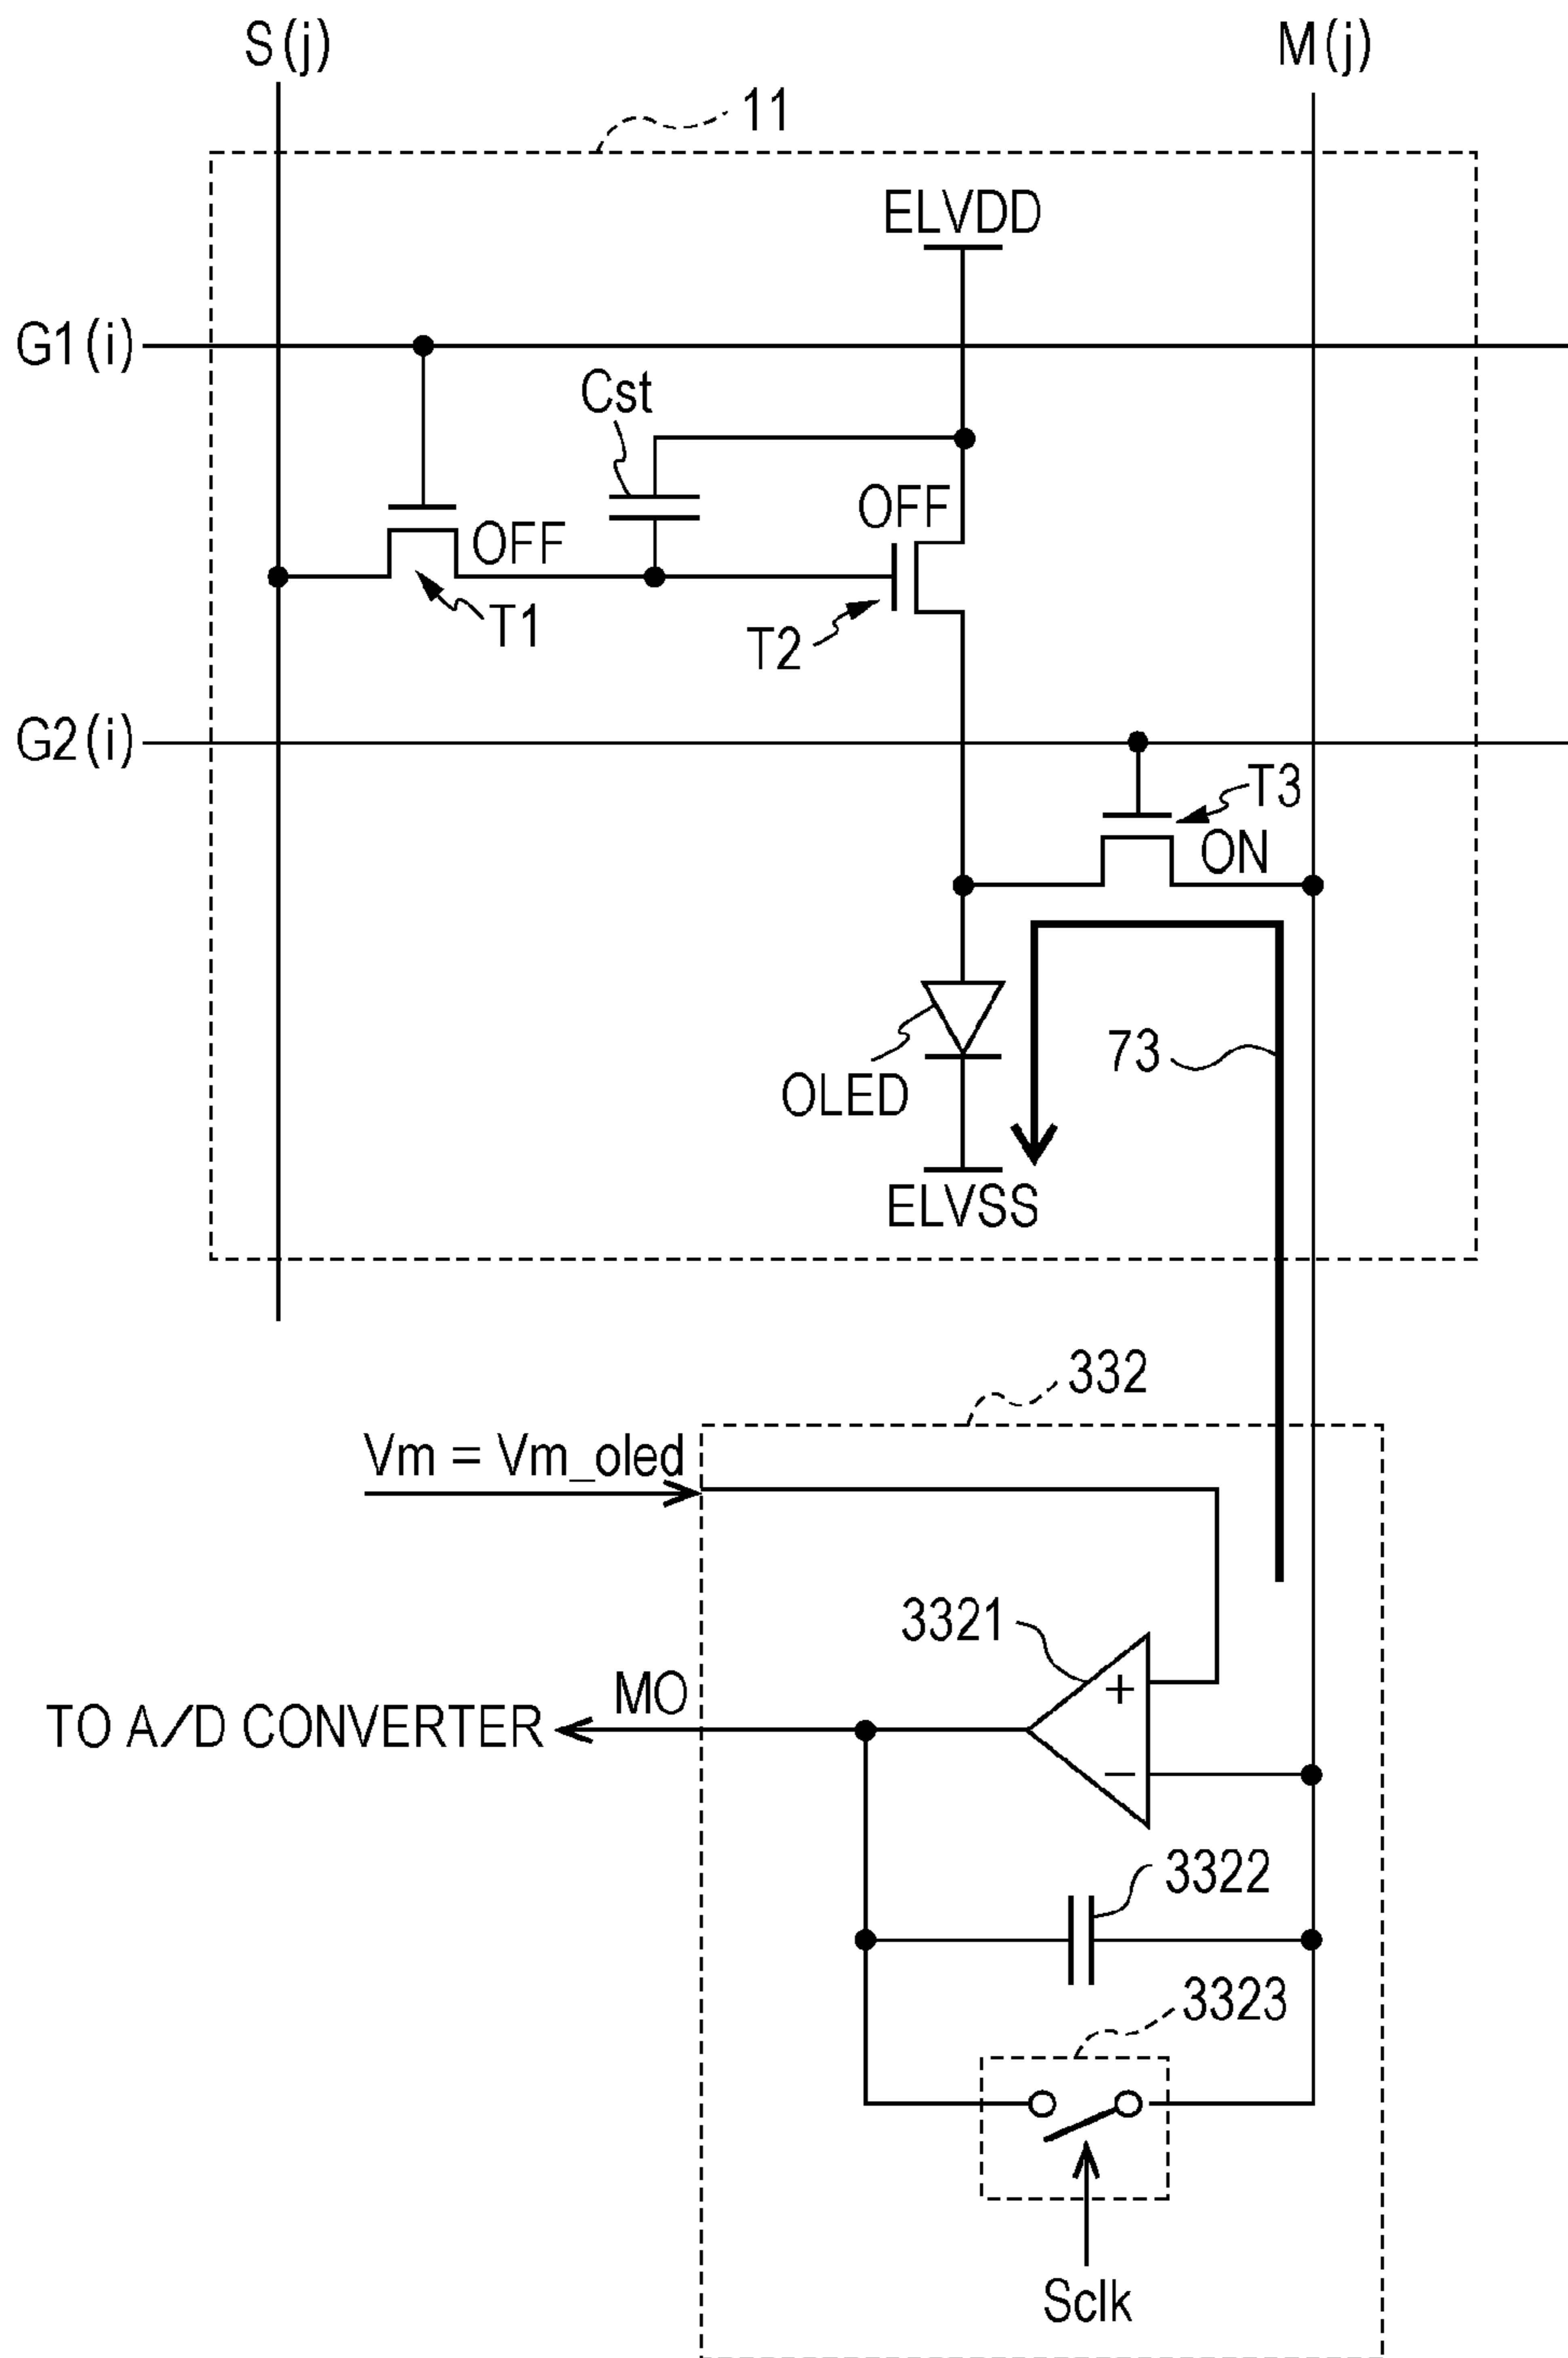 S(j)
M(j)
11
ELVDD
G1(i)
Cst
OFF
OFF
T1
T2
G2(i)
T3
ON
73
OLED
ELVSS
332
Vm = Vm_oled
3321
+
MO
TO A/D CONVERTER
−
3322
3323
Sclk